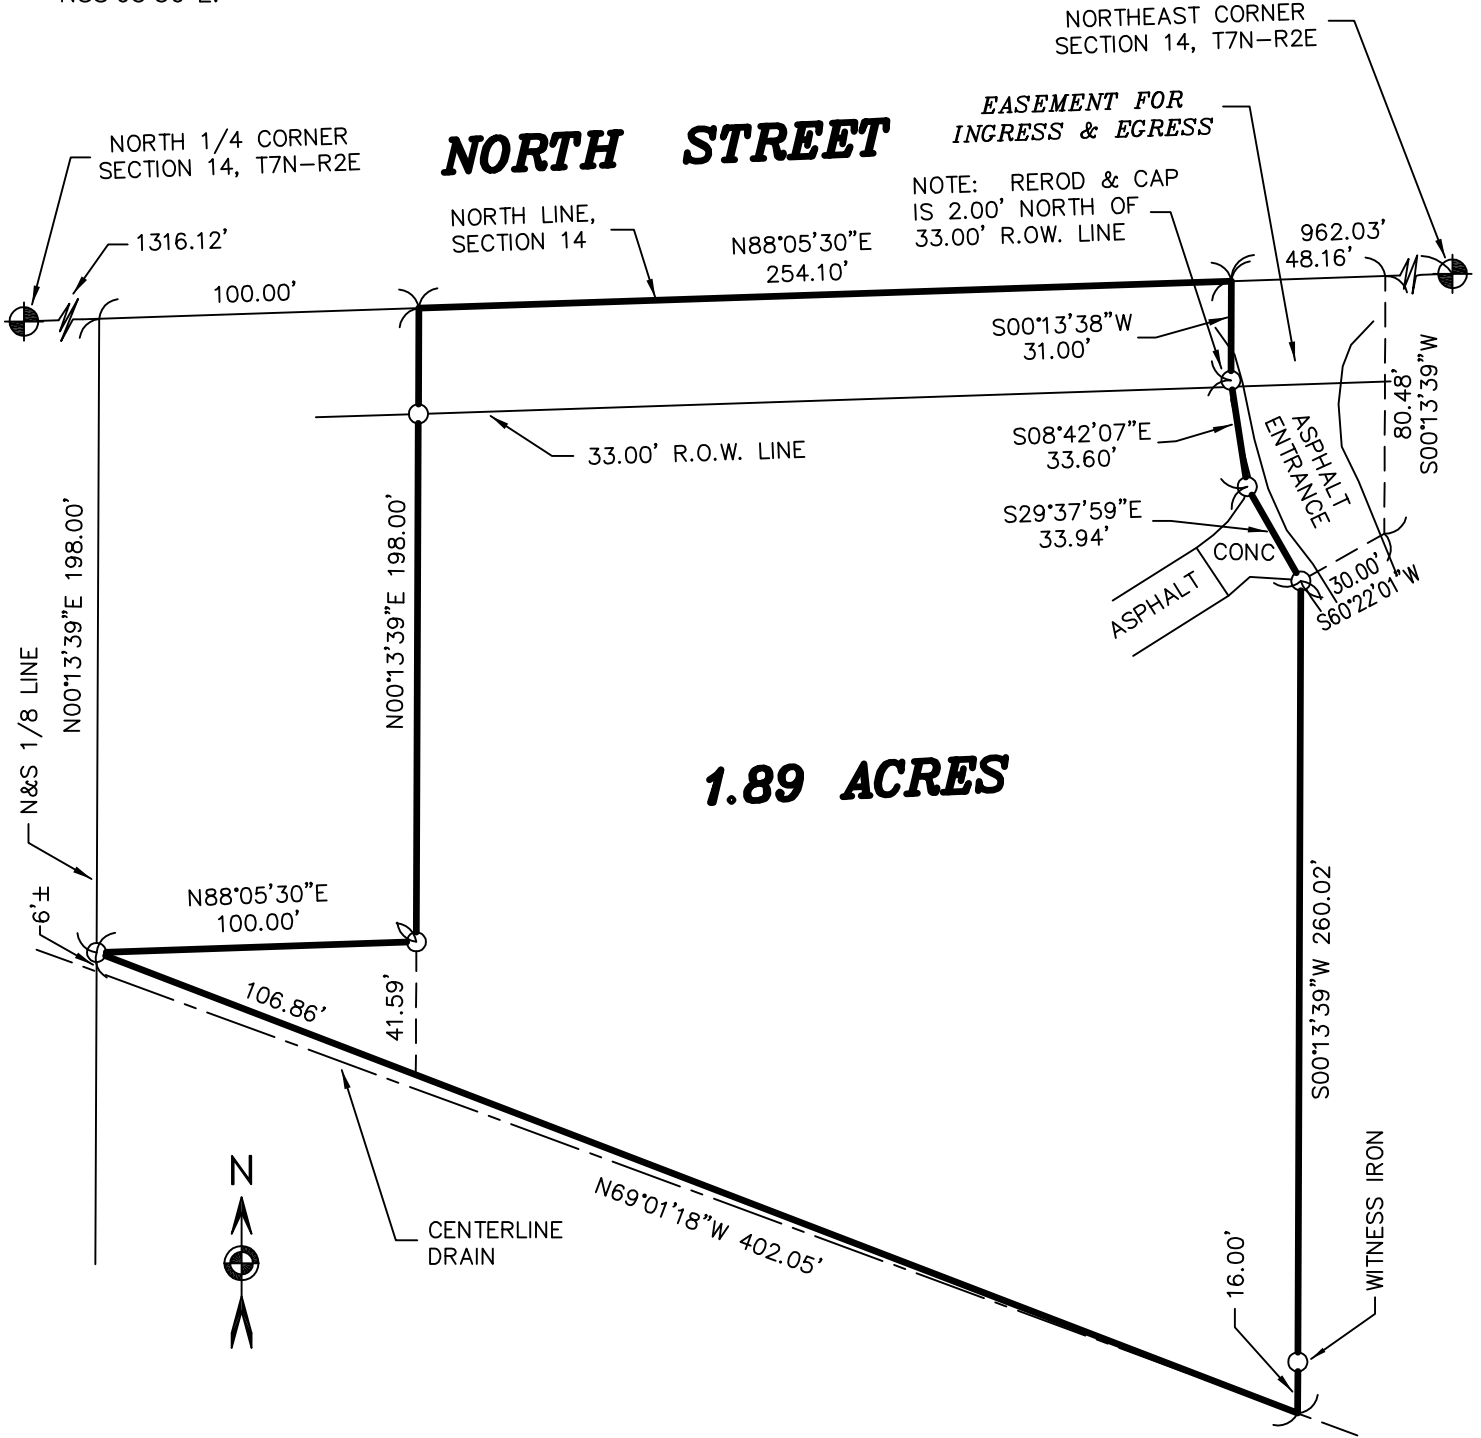 NORTHEAST CORNER
SECTION 14, T7N-R2E
EASEMENT FOR
INGRESS & EGRESS
NORTH 1/4 CORNER
SECTION 14, T7N-R2E
NORTH STREET
NOTE: REROD & CAP
IS 2.00' NORTH OF
33.00' R.OW. LINE
NORTH LINE,
SECTION 14
1316.12'
N88°05'30"E
254.10'
962.03'
48.16'
100.00'
S00°13'38"W
31.00'
80.48'
S00°13'39"W
33.00' R.O.W. LINE
S08°42'07"E
33.60'
ASPHALT
ENTRANCE
S29°37'59"E
33.94'
CONC
ASPHALT
30.00'
S60°22'01"W
N00°13'39"E 198.00'
N00°13'39"E 198.00'
N&S 1/8 LINE
1.89 ACRES
6'±
N88°05'30"E
100.00'
S00°13'39"W 260.02'
106.86'
41.59'
N
CENTERLINE
DRAIN
N69°01'18"W 402.05'
16.00'
WITNESS IRON